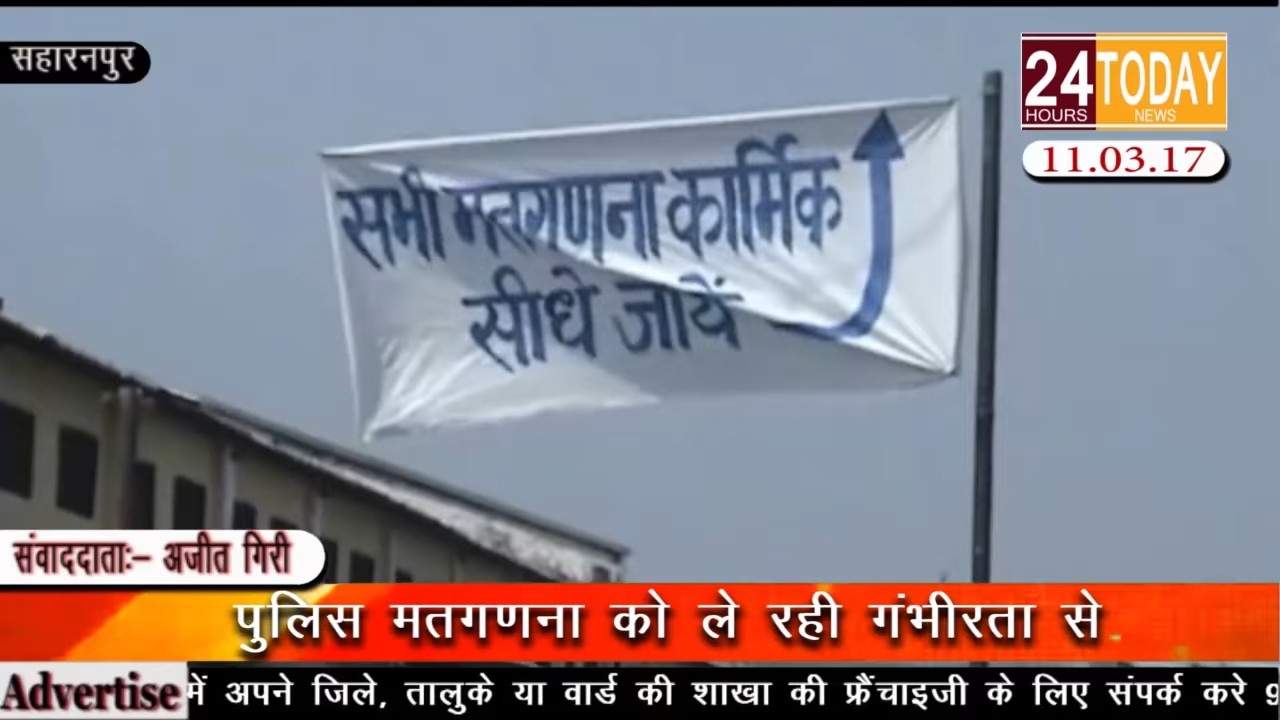 सहारनपुर
24 TODAY
HOURS NEWS
11.03.17
सभी मतगणना कार्मिक
सीधे जायें
संवाददाताः– अजीत गिरी
पुलिस मतगणना को ले रही गंभीरता से
Advertise में अपने जिले, तालुके या वार्ड की शाखा की फ्रैंचाइजी के लिए संपर्क करे 9